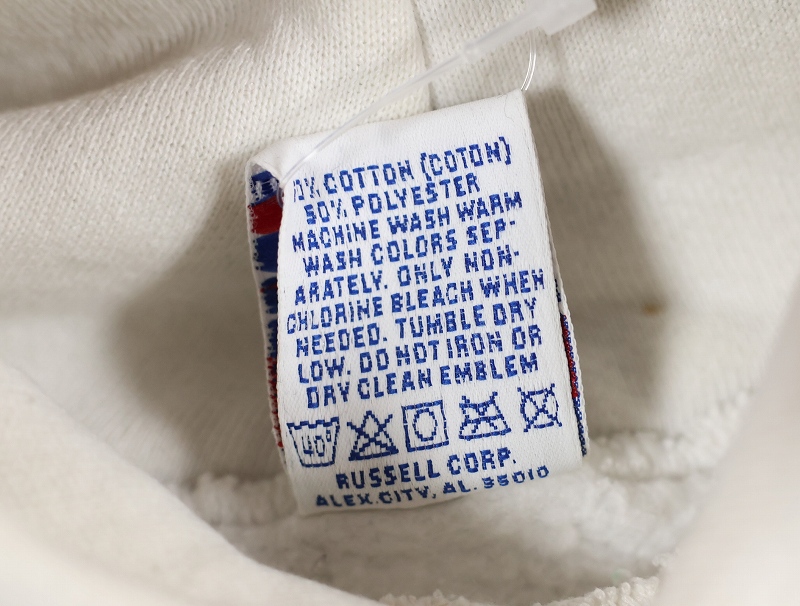 COTTON (COTON)
50% POLYESTER
MACHINE WASH WARM
WASH COLORS SEP-
ARATELY. ONLY NON-
CHLORINE BLEACH WHEN
NEEDED. TUMBLE DRY
LOW. DO NOT IRON OR
DRY CLEAN EMBLEM
40°
RUSSELL CORP.
ALEX CITY, AL. 35010